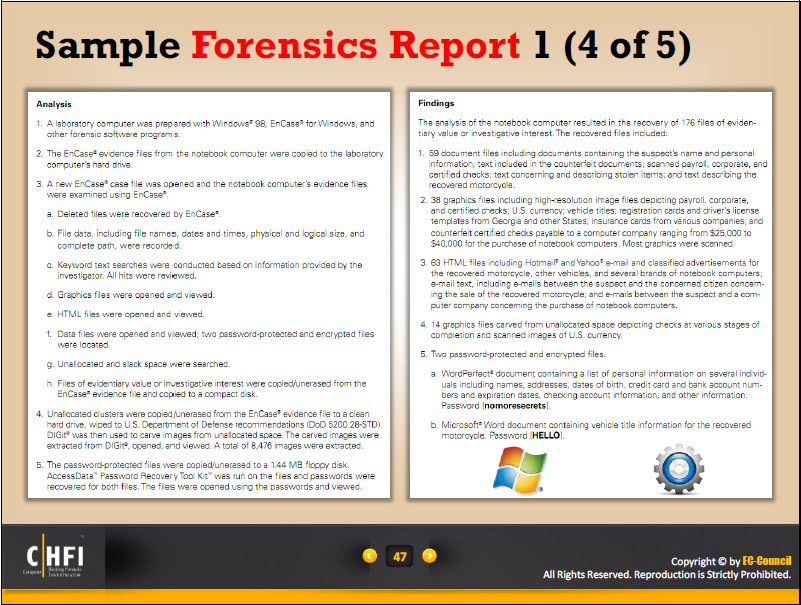 Sample Forensics Report 1 (4 of 5)
Analysis
1. A laboratory computer was prepared with Windows® 98, EnCase® for Windows, and
other forensic software programs.
2. The EnCase® evidence files from the notebook computer were copied to the laboratory
computer's hard drive.
3. A new EnCase® case file was opened and the notebook computer's evidence files
were examined using EnCase®.
a. Deleted files were recovered by EnCase®.
b. File data, including file names, dates and times, physical and logical size, and
complete path, were recorded.
c. Keyword text searches were conducted based on information provided by the
investigator. All hits were reviewed.
d. Graphics files were opened and viewed.
e. HTML files were opened and viewed.
f. Data files were opened and viewed; two password-protected and encrypted files
were located.
g. Unallocated and slack space were searched.
h. Files of evidentiary value or investigative interest were copied/unerased from the
EnCase® evidence file and copied to a compact disk.
4. Unallocated clusters were copied/unerased from the EnCase® evidence file to a clean
hard drive, wiped to U.S. Department of Defense recommendations (DoD 5200.28-STD).
DIGit® was then used to carve images from unallocated space. The carved images were
extracted from DIGit®, opened, and viewed. A total of 8,476 images were extracted.
5. The password-protected files were copied/unerased to a 1.44 MB floppy disk.
AccessData™ Password Recovery Tool Kit™ was run on the files and passwords were
recovered for both files. The files were opened using the passwords and viewed.
Findings
The analysis of the notebook computer resulted in the recovery of 176 files of eviden-
tiary value or investigative interest. The recovered files included:
1. 59 document files including documents containing the suspect's name and personal
information; text included in the counterfeit documents; scanned payroll, corporate, and
certified checks; text concerning and describing stolen items; and text describing the
recovered motorcycle.
2. 38 graphics files including high-resolution image files depicting payroll, corporate,
and certified checks; U.S. currency; vehicle titles; registration cards and driver's license
templates from Georgia and other States; insurance cards from various companies; and
counterfeit certified checks payable to a computer company ranging from $25,000 to
$40,000 for the purchase of notebook computers. Most graphics were scanned.
3. 63 HTML files including Hotmail® and Yahoo® e-mail and classified advertisements for
the recovered motorcycle, other vehicles, and several brands of notebook computers;
e-mail text, including e-mails between the suspect and the concerned citizen concern-
ing the sale of the recovered motorcycle; and e-mails between the suspect and a com-
puter company concerning the purchase of notebook computers.
4. 14 graphics files carved from unallocated space depicting checks at various stages of
completion and scanned images of U.S. currency.
5. Two password-protected and encrypted files.
a. WordPerfect® document containing a list of personal information on several individ-
uals including names, addresses, dates of birth, credit card and bank account num-
bers and expiration dates, checking account information, and other information.
Password [nomoresecrets].
b. Microsoft® Word document containing vehicle title information for the recovered
motorcycle. Password [HELLO].
CHFI
Computer Hacking Forensic
INVESTIGATOR
47
Copyright © by EC-Council
All Rights Reserved. Reproduction is Strictly Prohibited.